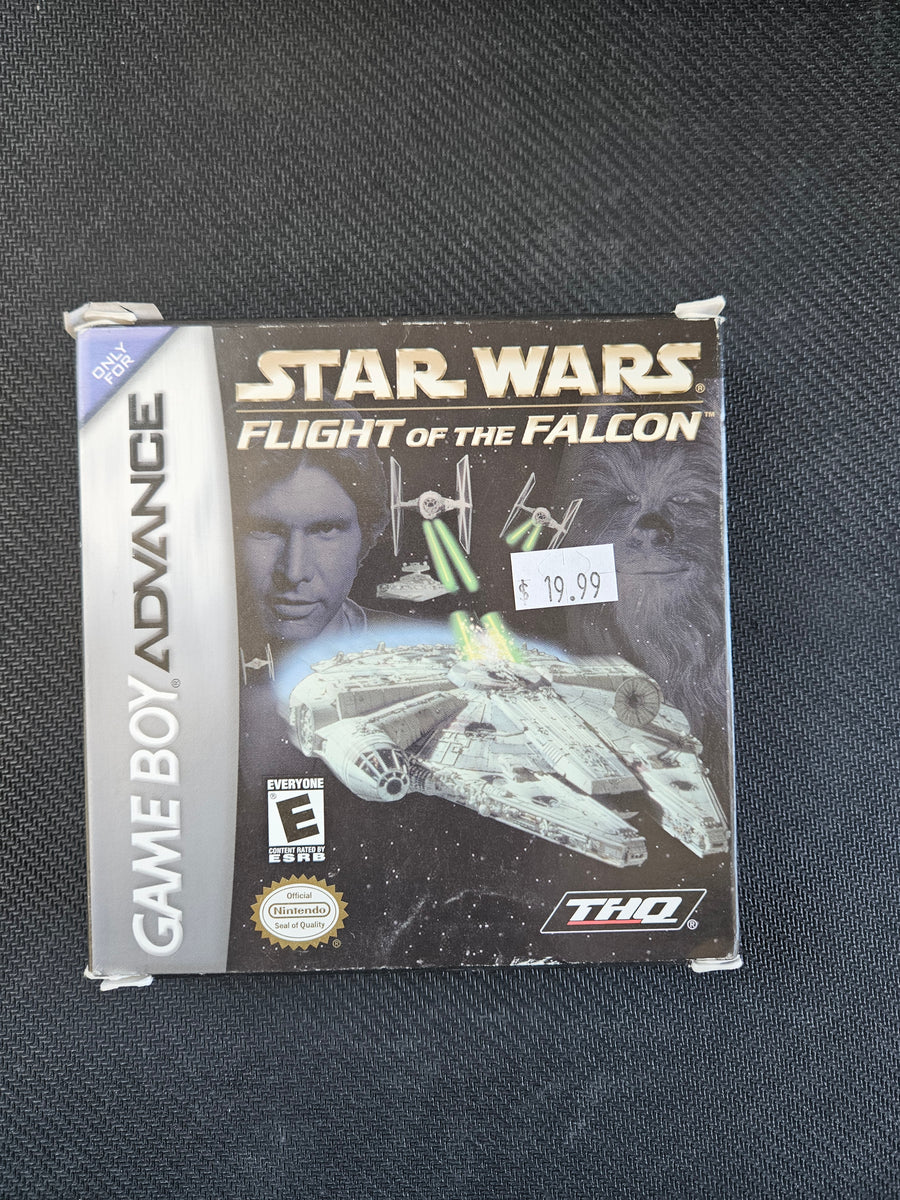 ONLY
FOR
GAME BOY ADVANCE
®
STAR WARS
®
FLIGHT OF THE FALCON™
$ 19.99
EVERYONE
®
E
CONTENT RATED BY
ESRB
Official
Nintendo
Seal of Quality
®
THQ
®